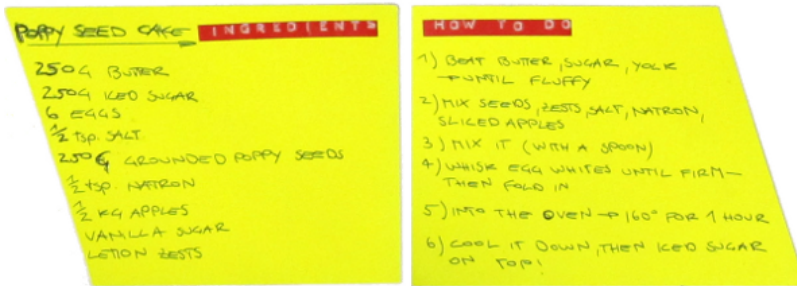 POPPY SEED CAKE INGREDIENTS
250G BUTTER
250G ICED SUGAR
6 EGGS
1/2 tsp. SALT
250G GROUNDED POPPY SEEDS
1/2 tsp. NATRON
1/2 KG APPLES
VANILLA SUGAR
LEMON ZESTS
HOW TO DO
1) BEAT BUTTER, SUGAR, YOLK
→ UNTIL FLUFFY
2) MIX SEEDS, ZESTS, SALT, NATRON,
SLICED APPLES
3) MIX IT (WITH A SPOON)
4) WHISK EGG WHITES UNTIL FIRM –
THEN FOLD IN
5) INTO THE OVEN → 160° FOR 1 HOUR
6) COOL IT DOWN, THEN ICED SUGAR
ON TOP!